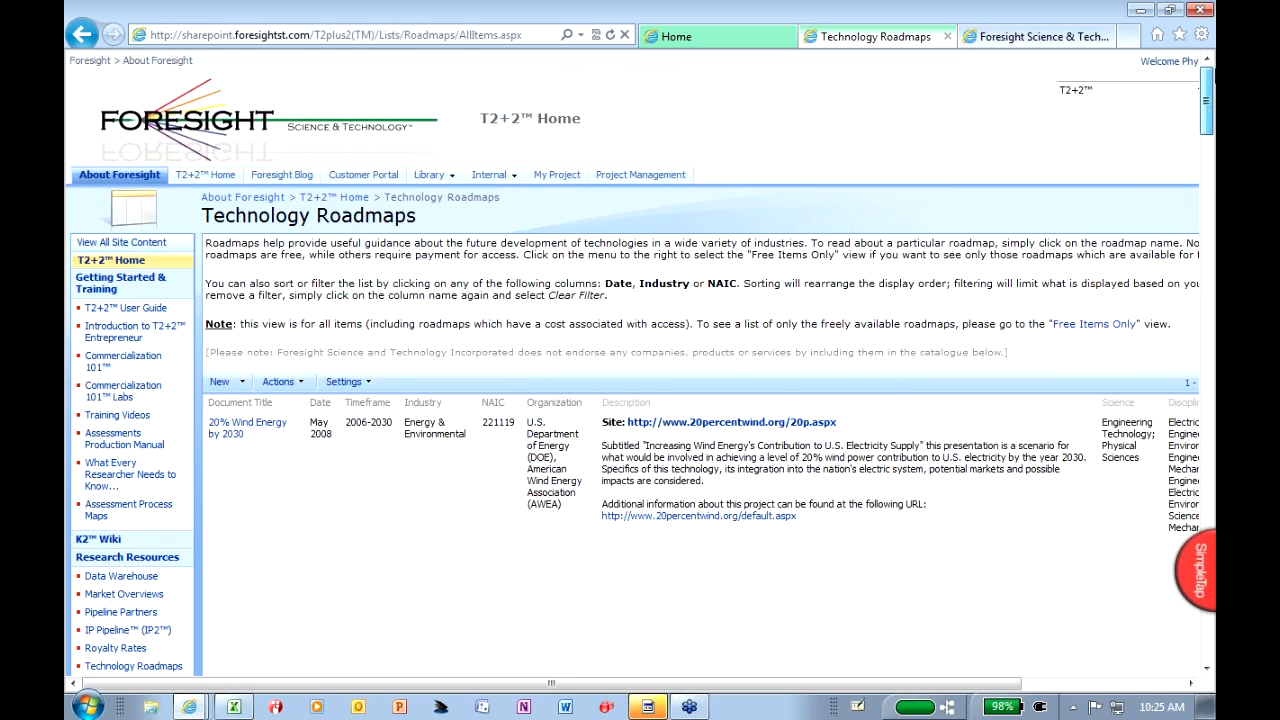 http://sharepoint.foresightst.com/T2plus2(TM)/Lists/Roadmaps/AllItems.aspx
Home
Technology Roadmaps
Foresight Science & Tech...
Foresight > About Foresight
Welcome Phy
FORESIGHT
SCIENCE & TECHNOLOGY™
T2+2™ Home
T2+2™
About Foresight
T2+2™ Home
Foresight Blog
Customer Portal
Library
Internal
My Project
Project Management
About Foresight > T2+2™ Home > Technology Roadmaps
Technology Roadmaps
View All Site Content
T2+2™ Home
Getting Started &
Training
T2+2™ User Guide
Introduction to T2+2™
Entrepreneur
Commercialization
101™
Commercialization
101™ Labs
Training Videos
Assessments
Production Manual
What Every
Researcher Needs to
Know...
Assessment Process
Maps
K2™ Wiki
Research Resources
Data Warehouse
Market Overviews
Pipeline Partners
IP Pipeline™ (IP2™)
Royalty Rates
Technology Roadmaps
Roadmaps help provide useful guidance about the future development of technologies in a wide variety of industries. To read about a particular roadmap, simply click on the roadmap name. No
roadmaps are free, while others require payment for access. Click on the menu to the right to select the "Free Items Only" view if you want to see only those roadmaps which are available for
You can also sort or filter the list by clicking on any of the following columns: Date, Industry or NAIC. Sorting will rearrange the display order; filtering will limit what is displayed based on you
remove a filter, simply click on the column name again and select Clear Filter.
Note: this view is for all items (including roadmaps which have a cost associated with access). To see a list of only the freely available roadmaps, please go to the "Free Items Only" view.
[Please note: Foresight Science and Technology Incorporated does not endorse any companies, products or services by including them in the catalogue below.]
New
Actions
Settings
1 -
Document Title
Date
Timeframe
Industry
NAIC
Organization
Description
Science
Disciplin
20% Wind Energy
by 2030
May
2008
2006-2030
Energy &
Environmental
221119
U.S.
Department
of Energy
(DOE),
American
Wind Energy
Association
(AWEA)
Site: http://www.20percentwind.org/20p.aspx
Subtitled "Increasing Wind Energy's Contribution to U.S. Electricity Supply" this presentation is a scenario for
what would be involved in achieving a level of 20% wind power contribution to U.S. electricity by the year 2030.
Specifics of this technology, its integration into the nation's electric system, potential markets and possible
impacts are considered.
Additional information about this project can be found at the following URL:
http://www.20percentwind.org/default.aspx
Engineering
Technology;
Physical
Sciences
Electric
Engine
Enviror
Engine
Mechar
Engine
Electric
Enviror
Science
Mechar
SimpleTap
98%
10:25 AM